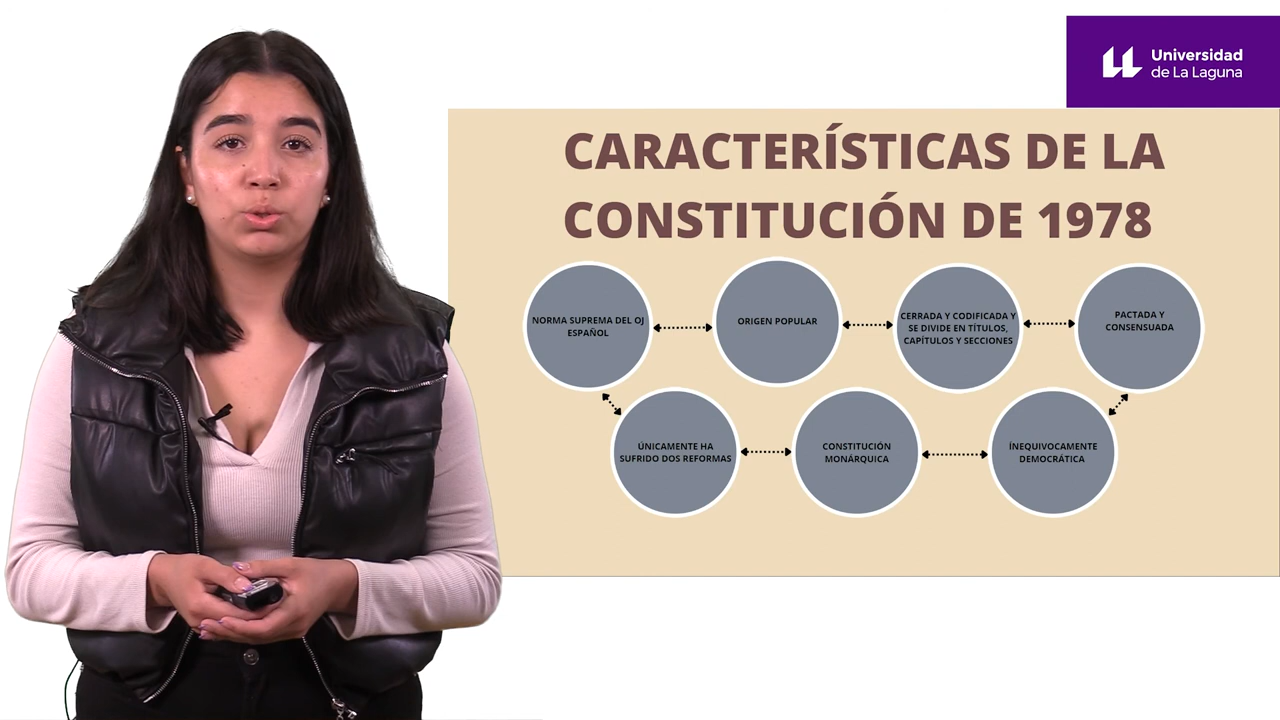 Universidad
de La Laguna
CARACTERÍSTICAS DE LA
CONSTITUCIÓN DE 1978
NORMA SUPREMA DEL OJ
ESPAÑOL
ORIGEN POPULAR
CERRADA Y CODIFICADA Y
SE DIVIDE EN TÍTULOS,
CAPÍTULOS Y SECCIONES
PACTADA Y
CONSENSUADA
ÚNICAMENTE HA
SUFRIDO DOS REFORMAS
CONSTITUCIÓN
MONÁRQUICA
ÍNEQUIVOCAMENTE
DEMOCRÁTICA